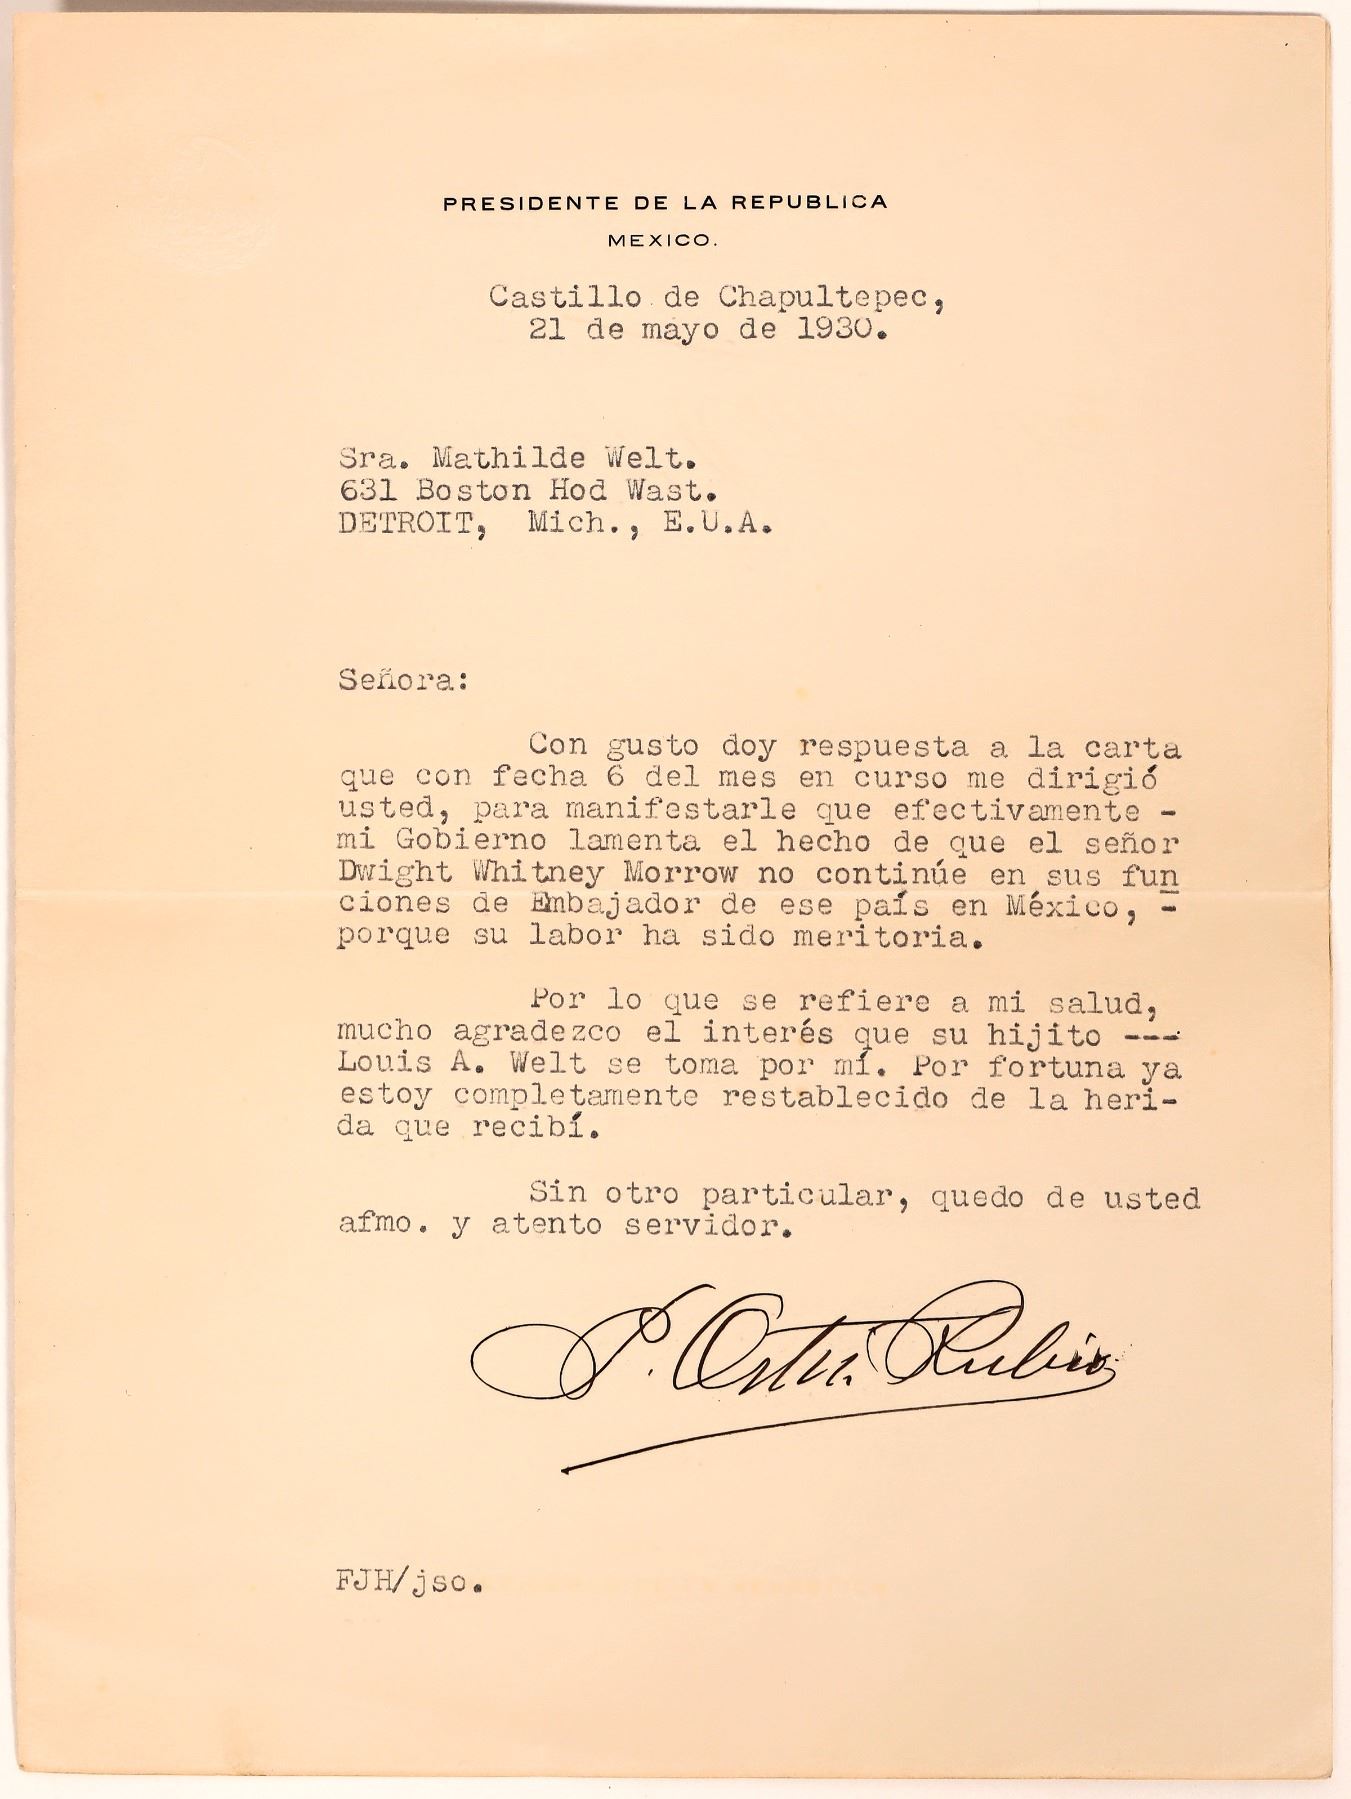 PRESIDENTE DE LA REPUBLICA
MEXICO.
Castillo de Chapultepec,
21 de mayo de 1930.
Sra. Mathilde Welt.
631 Boston Hod Wast.
DETROIT, Mich., E.U.A.
Señora:
Con gusto doy respuesta a la carta
que con fecha 6 del mes en curso me dirigió
usted, para manifestarle que efectivamente -
mi Gobierno lamenta el hecho de que el señor
Dwight Whitney Morrow no continúe en sus fun
ciones de Embajador de ese país en México, -
porque su labor ha sido meritoria.
Por lo que se refiere a mi salud,
mucho agradezco el interés que su hijito ---
Louis A. Welt se toma por mí. Por fortuna ya
estoy completamente restablecido de la heri-
da que recibí.
Sin otro particular, quedo de usted
afmo. y atento servidor.
P. Ortiz Rubio
FJH/jso.